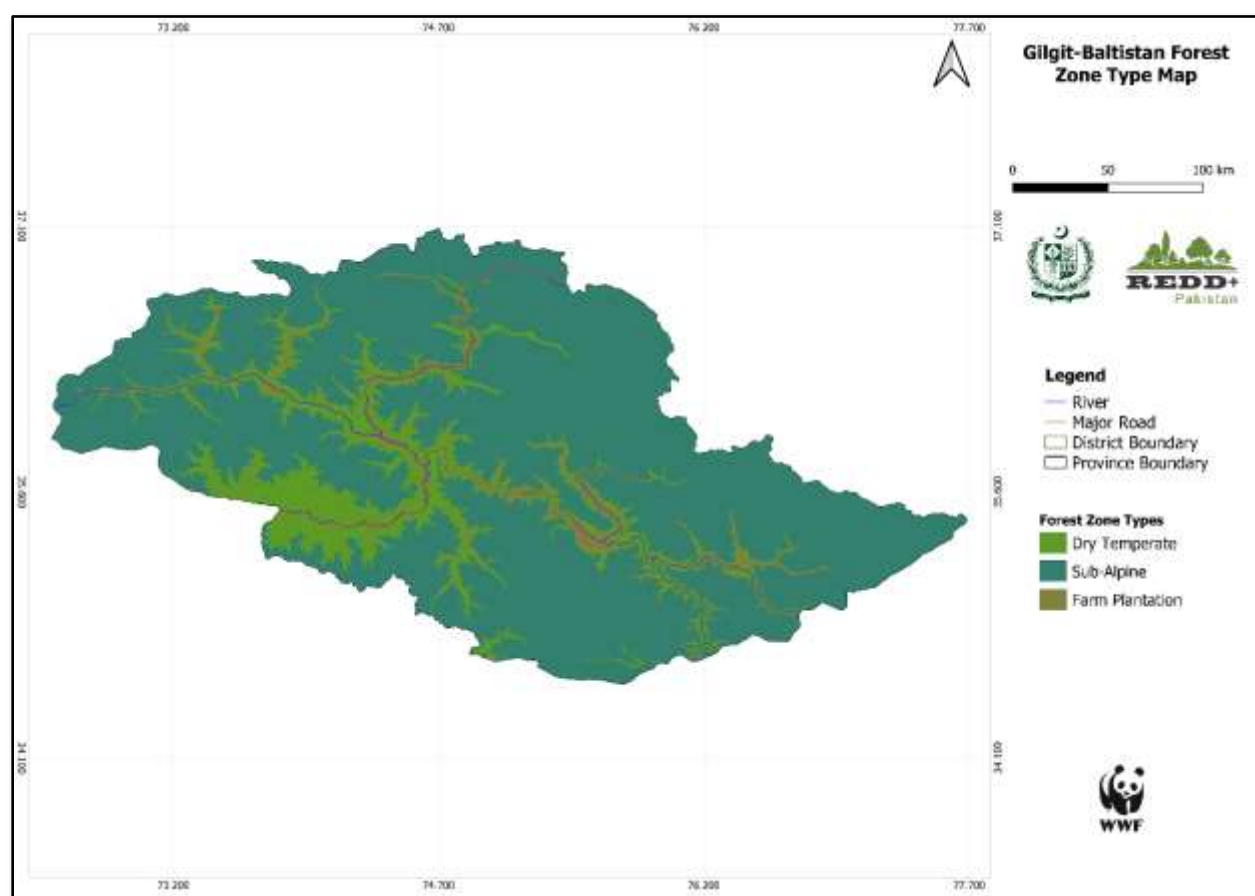 73.200 74.700 76.200 77.700
Gilgit-Baltistan Forest
Zone Type Map
0 50 100 km
37.100 37.100
REDD+
Pakistan
Legend
River
Major Road
District Boundary
Province Boundary
35.600 35.600
Forest Zone Types
Dry Temperate
Sub-Alpine
Farm Plantation
34.100 34.100
WWF
73.200 74.700 76.200 77.700